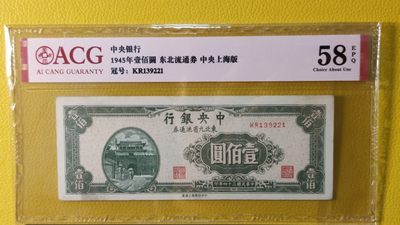 ACG
AI CANG GUARANTY
中央银行
1945年壹佰圓 东北流通券 中央上海版
冠号: KR139221
58
EPQ
Choice About Unc
行銀央中
券通流省九北東
KR139221
圓佰壹
壹佰
壹佰